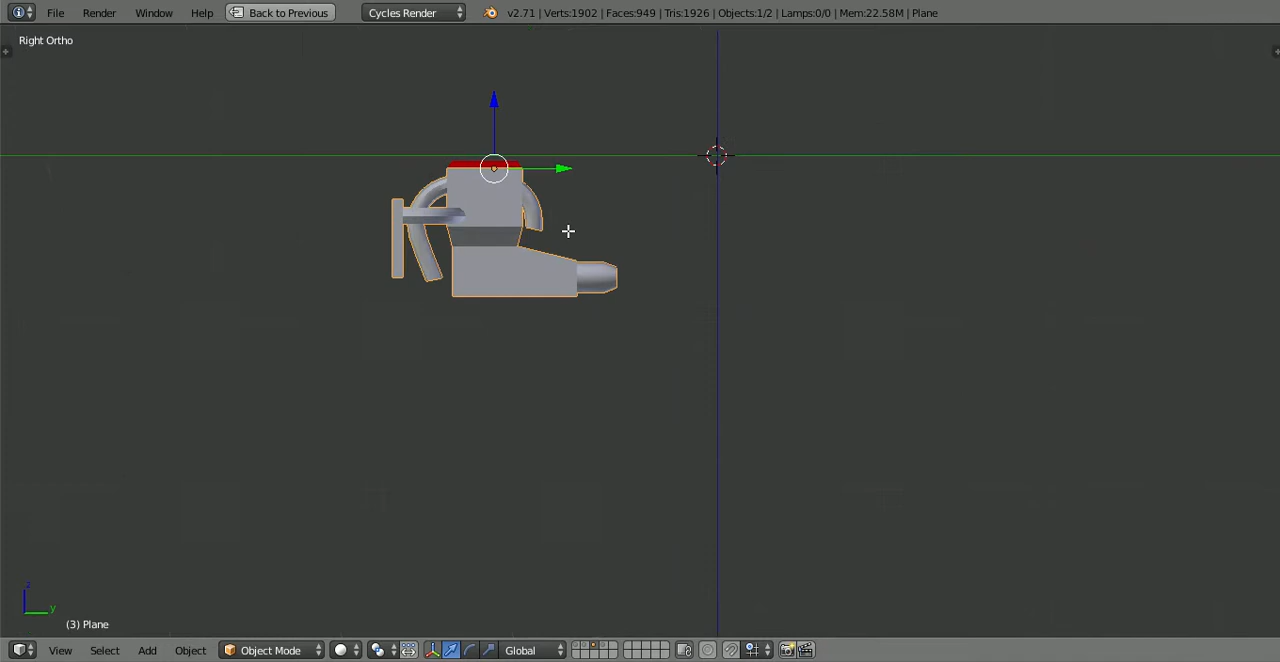 File Render Window Help Back to Previous Cycles Render v2.71 | Verts:1902 | Faces:949 | Tris:1926 | Objects:1/2 | Lamps:0/0 | Mem:22.58M | Plane
Right Ortho
z
y
(3) Plane
View Select Add Object Object Mode Global